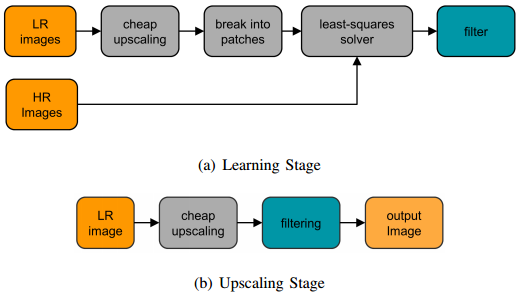 LR
images
cheap
upscaling
break into
patches
least-squares
solver
filter
HR
Images
(a) Learning Stage
LR
image
cheap
upscaling
filtering
output
Image
(b) Upscaling Stage